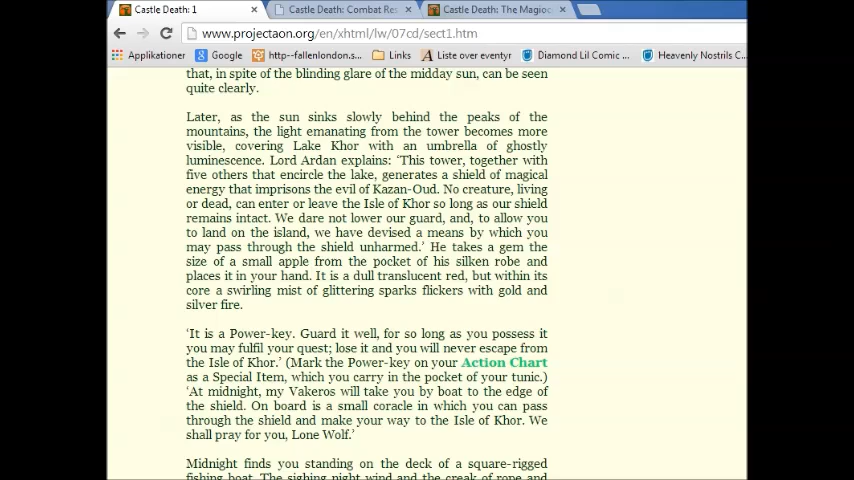 Castle Death: 1
Castle Death: Combat Res
Castle Death: The Magio
www.projectaon.org/en/xhtml/lw/07cd/sect1.htm
Applikationer
Google
http--fallenlondon.s...
Links
Liste over eventyr
Diamond Lil Comic ...
Heavenly Nostrils C
that, in spite of the blinding glare of the midday sun, can be seen
quite clearly.
Later, as the sun sinks slowly behind the peaks of the
mountains, the light emanating from the tower becomes more
visible, covering Lake Khor with an umbrella of ghostly
luminescence. Lord Ardan explains: ‘This tower, together with
five others that encircle the lake, generates a shield of magical
energy that imprisons the evil of Kazan-Oud. No creature, living
or dead, can enter or leave the Isle of Khor so long as our shield
remains intact. We dare not lower our guard, and, to allow you
to land on the island, we have devised a means by which you
may pass through the shield unharmed.’ He takes a gem the
size of a small apple from the pocket of his silken robe and
places it in your hand. It is a dull translucent red, but within its
core a swirling mist of glittering sparks flickers with gold and
silver fire.
‘It is a Power-key. Guard it well, for so long as you possess it
you may fulfil your quest; lose it and you will never escape from
the Isle of Khor.’ (Mark the Power-key on your Action Chart
as a Special Item, which you carry in the pocket of your tunic.)
‘At midnight, my Vakeros will take you by boat to the edge of
the shield. On board is a small coracle in which you can pass
through the shield and make your way to the Isle of Khor. We
shall pray for you, Lone Wolf.’
Midnight finds you standing on the deck of a square-rigged
fishing boat. The sighing night wind and the creak of rope and